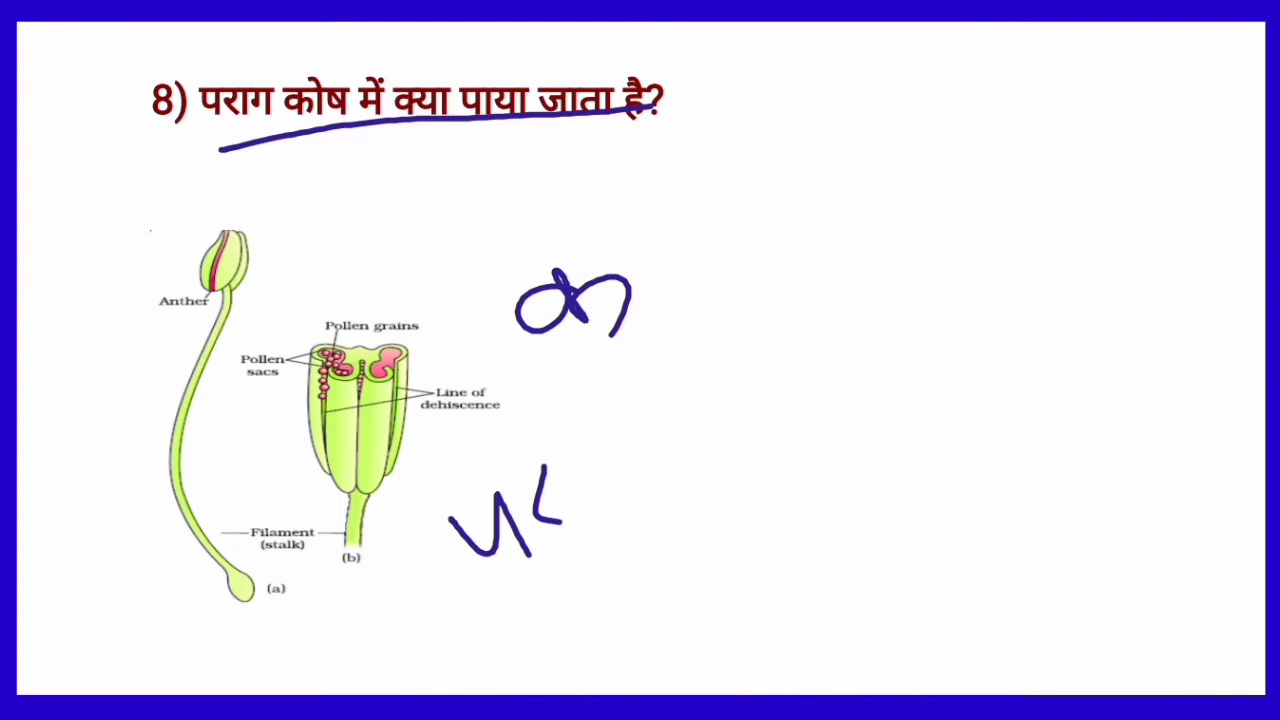 8) पराग कोष में क्या पाया जाता है?
Anther
Pollen grains
Pollen
sacs
Line of
dehiscence
Filament
(stalk)
(b)
(a)